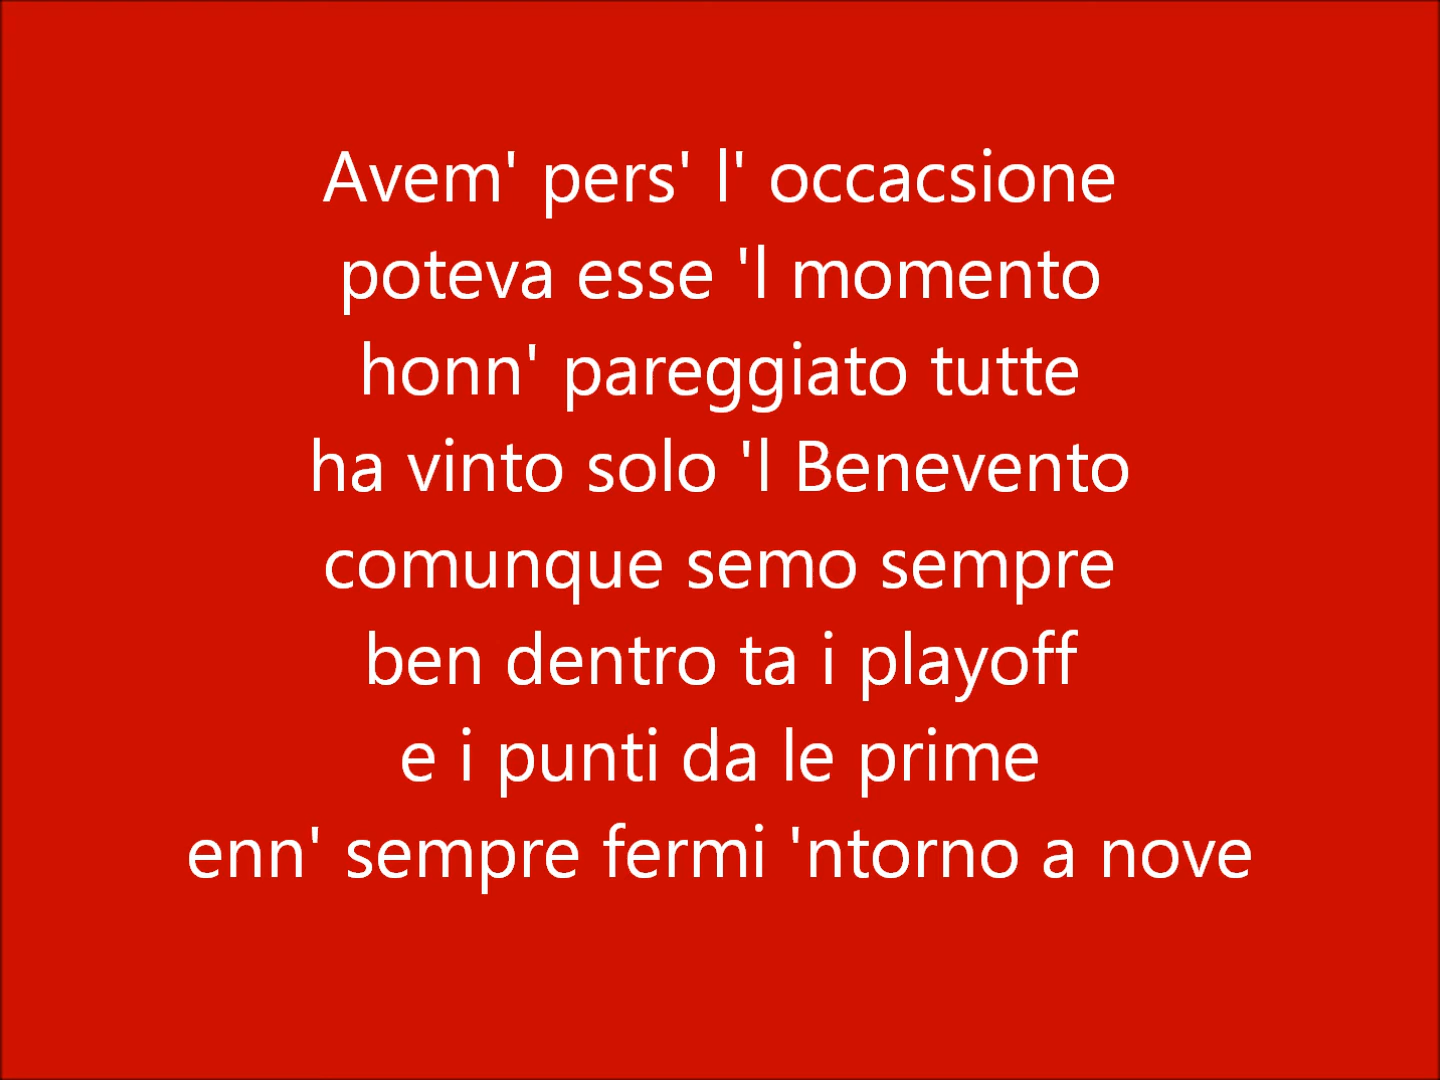 Avem' pers' l' occacsione
poteva esse 'l momento
honn' pareggiato tutte
ha vinto solo 'l Benevento
comunque semo sempre
ben dentro ta i playoff
e i punti da le prime
enn' sempre fermi 'ntorno a nove